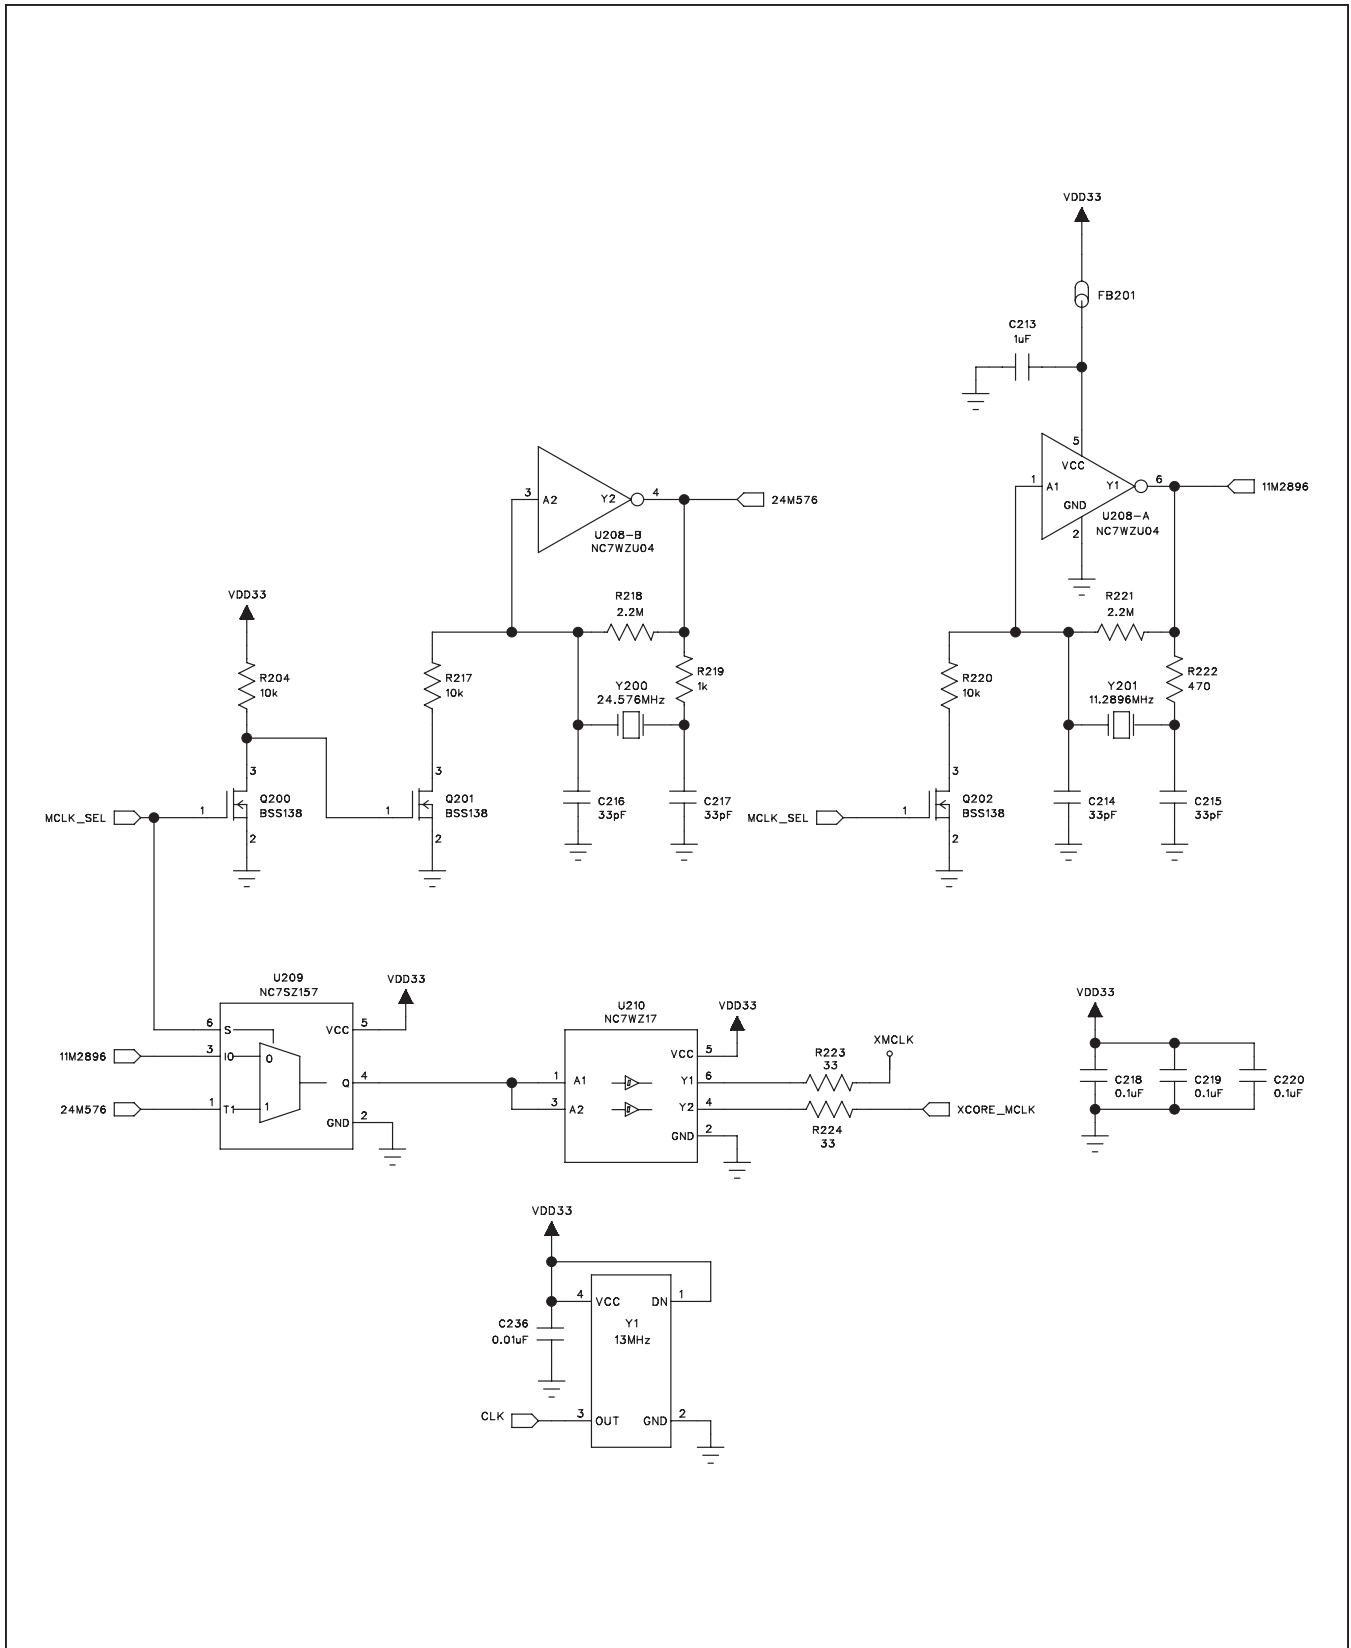 VDD33
FB201
C213
1uF
5
VCC
1
A1
Y1
6
11M2896
GND
U208-A
NC7WZU04
2
3
A2
Y2
4
24M576
U208-B
NC7WZU04
VDD33
R204
10k
R217
10k
R218
2.2M
R219
1k
Y200
24.576MHz
R220
10k
R221
2.2M
R222
470
Y201
11.2896MHz
3
MCLK_SEL
1
Q200
BSS138
2
3
1
Q201
BSS138
2
C216
33pF
C217
33pF
3
MCLK_SEL
1
Q202
BSS138
2
C214
33pF
C215
33pF
U209
NC7SZ157
VDD33
6
S
VCC
5
11M2896
3
I0
0
Q
4
24M576
1
T1
1
GND
2
U210
NC7WZ17
VDD33
VCC
5
1
A1
Y1
6
3
A2
Y2
4
GND
2
R223
33
XMCLK
R224
33
XCORE_MCLK
VDD33
C218
0.1uF
C219
0.1uF
C220
0.1uF
VDD33
4
VCC
DN
1
C236
0.01uF
Y1
13MHz
CLK
3
OUT
GND
2